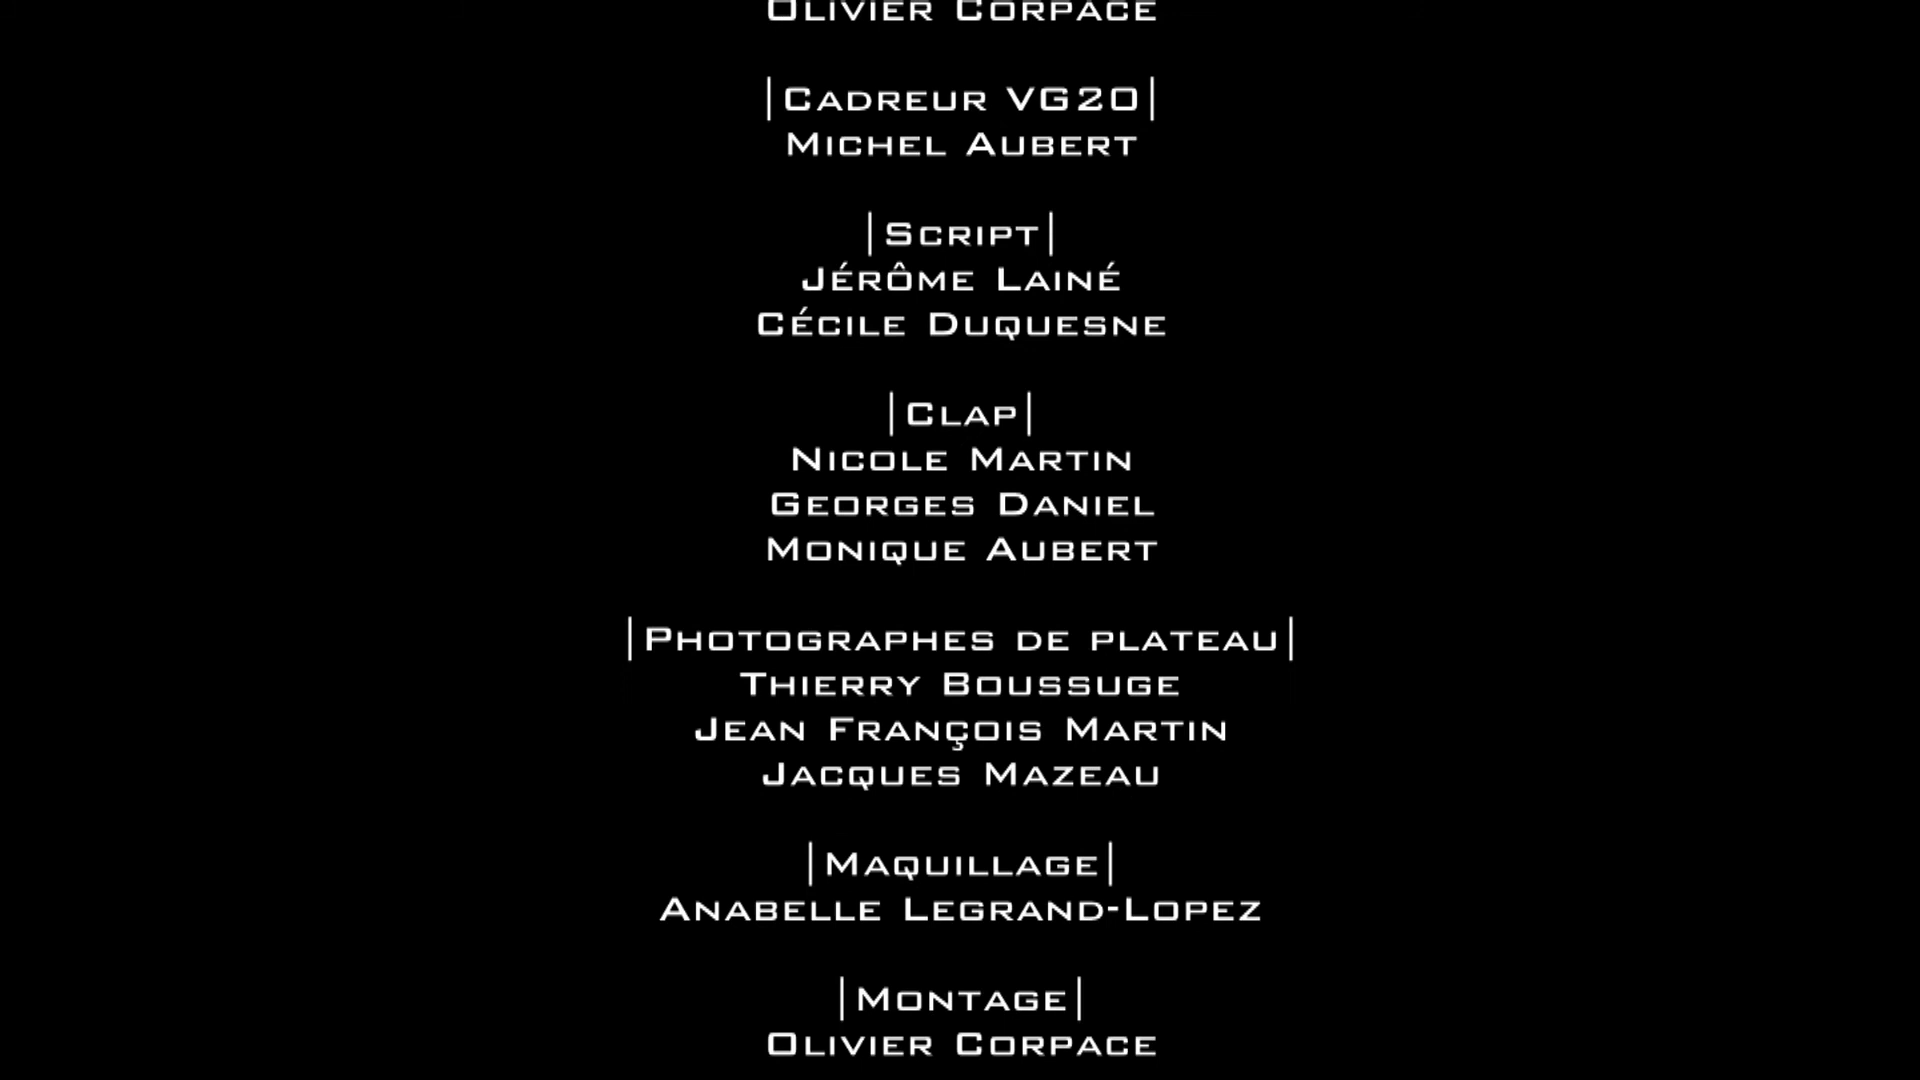 Olivier Corpace
|Cadreur VG20|
Michel Aubert
|Script|
Jérôme Lainé
Cécile Duquesne
|Clap|
Nicole Martin
Georges Daniel
Monique Aubert
|Photographes de plateau|
Thierry Boussuge
Jean François Martin
Jacques Mazeau
|Maquillage|
Anabelle Legrand-Lopez
|Montage|
Olivier Corpace